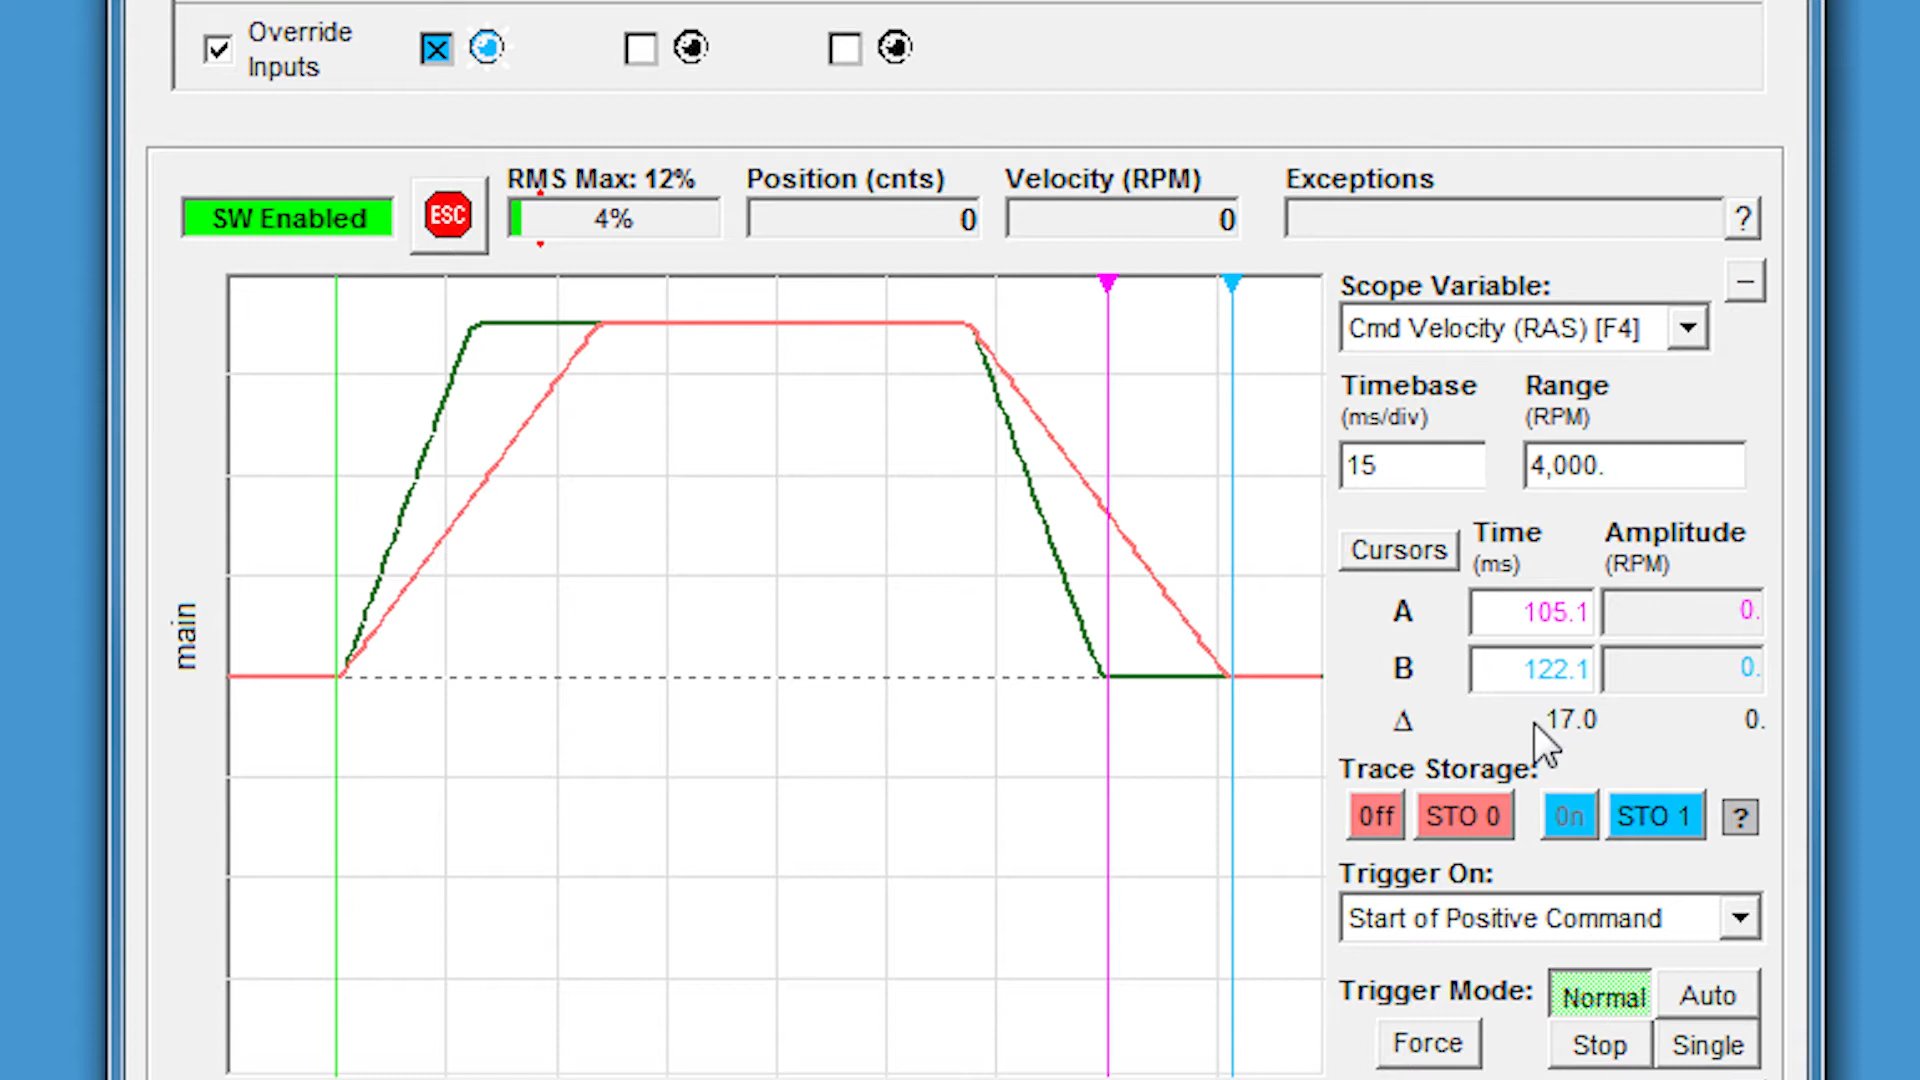 Override
Inputs
RMS Max: 12%
Position (cnts)
Velocity (RPM)
Exceptions
SW Enabled
ESC
4%
0
0
?
Scope Variable:
–
Cmd Velocity (RAS) [F4]
Timebase
(ms/div)
Range
(RPM)
15
4,000.
Cursors
Time
(ms)
Amplitude
(RPM)
A
105.1
0.
B
122.1
0.
Δ
17.0
0.
main
Trace Storage:
Off
STO 0
On
STO 1
?
Trigger On:
Start of Positive Command
Trigger Mode:
Normal
Auto
Force
Stop
Single